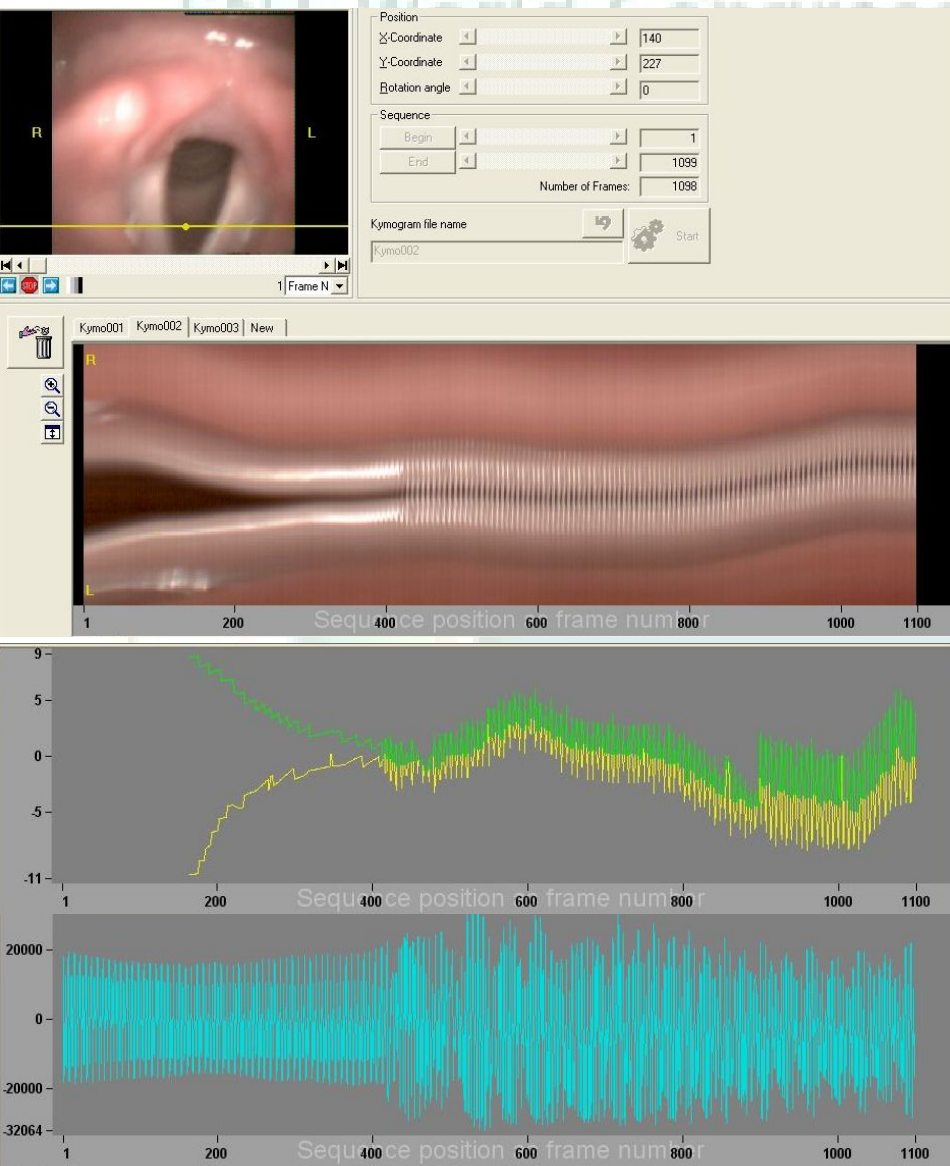 Position
X-Coordinate 140
Y-Coordinate 227
Rotation angle 0
Sequence
Begin 1
End 1099
Number of Frames: 1098
Kymogram file name
Kymo002
Start
R L
STOP
1 Frame N
Kymo001 Kymo002 Kymo003 New
R
L
1 200 400 600 800 1000 1100
Sequence position or frame number
9
5
0
-5
-11
1 200 400 600 800 1000 1100
Sequence position or frame number
20000
0
-20000
-32064
1 200 400 600 800 1000 1100
Sequence position or frame number